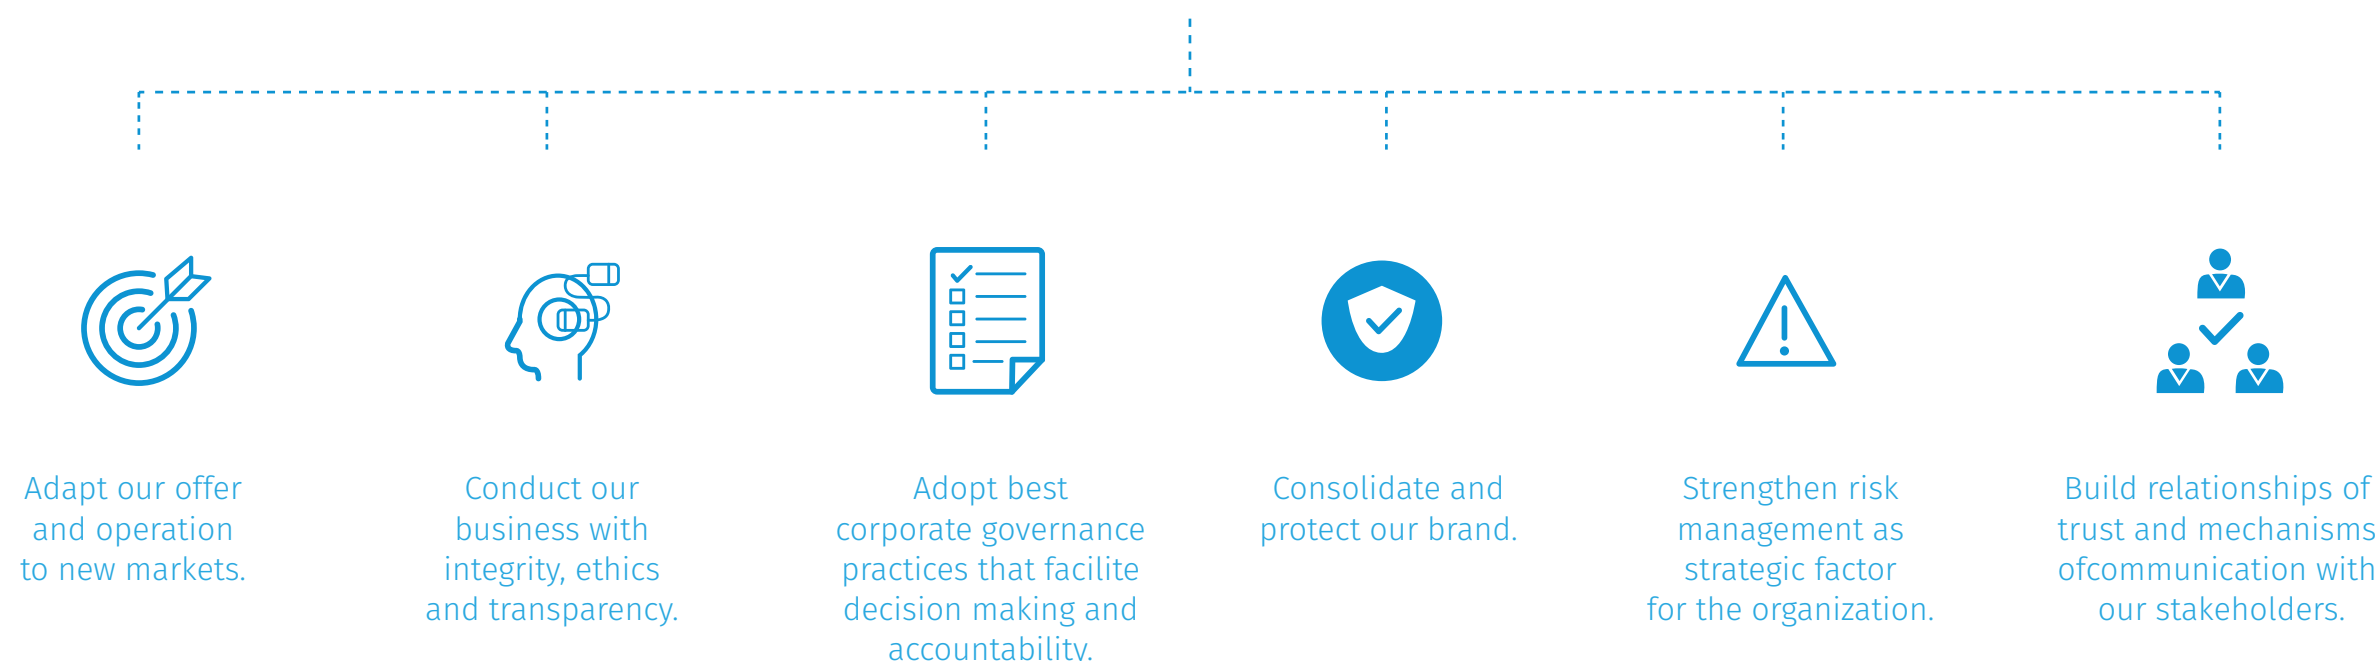 Adapt our offer
and operation
to new markets.
Conduct our
business with
integrity, ethics
and transparency.
Adopt best
corporate governance
practices that facilite
decision making and
accountability.
Consolidate and
protect our brand.
Strengthen risk
management as
strategic factor
for the organization.
Build relationships of
trust and mechanisms
ofcommunication with
our stakeholders.